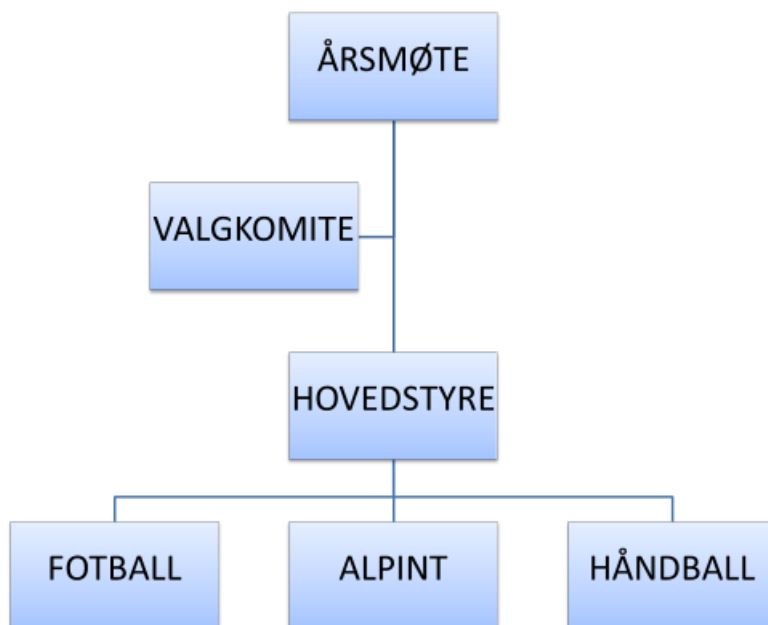 ÅRSMØTE
VALGKOMITE
HOVEDSTYRE
FOTBALL
ALPINT
HÅNDBALL